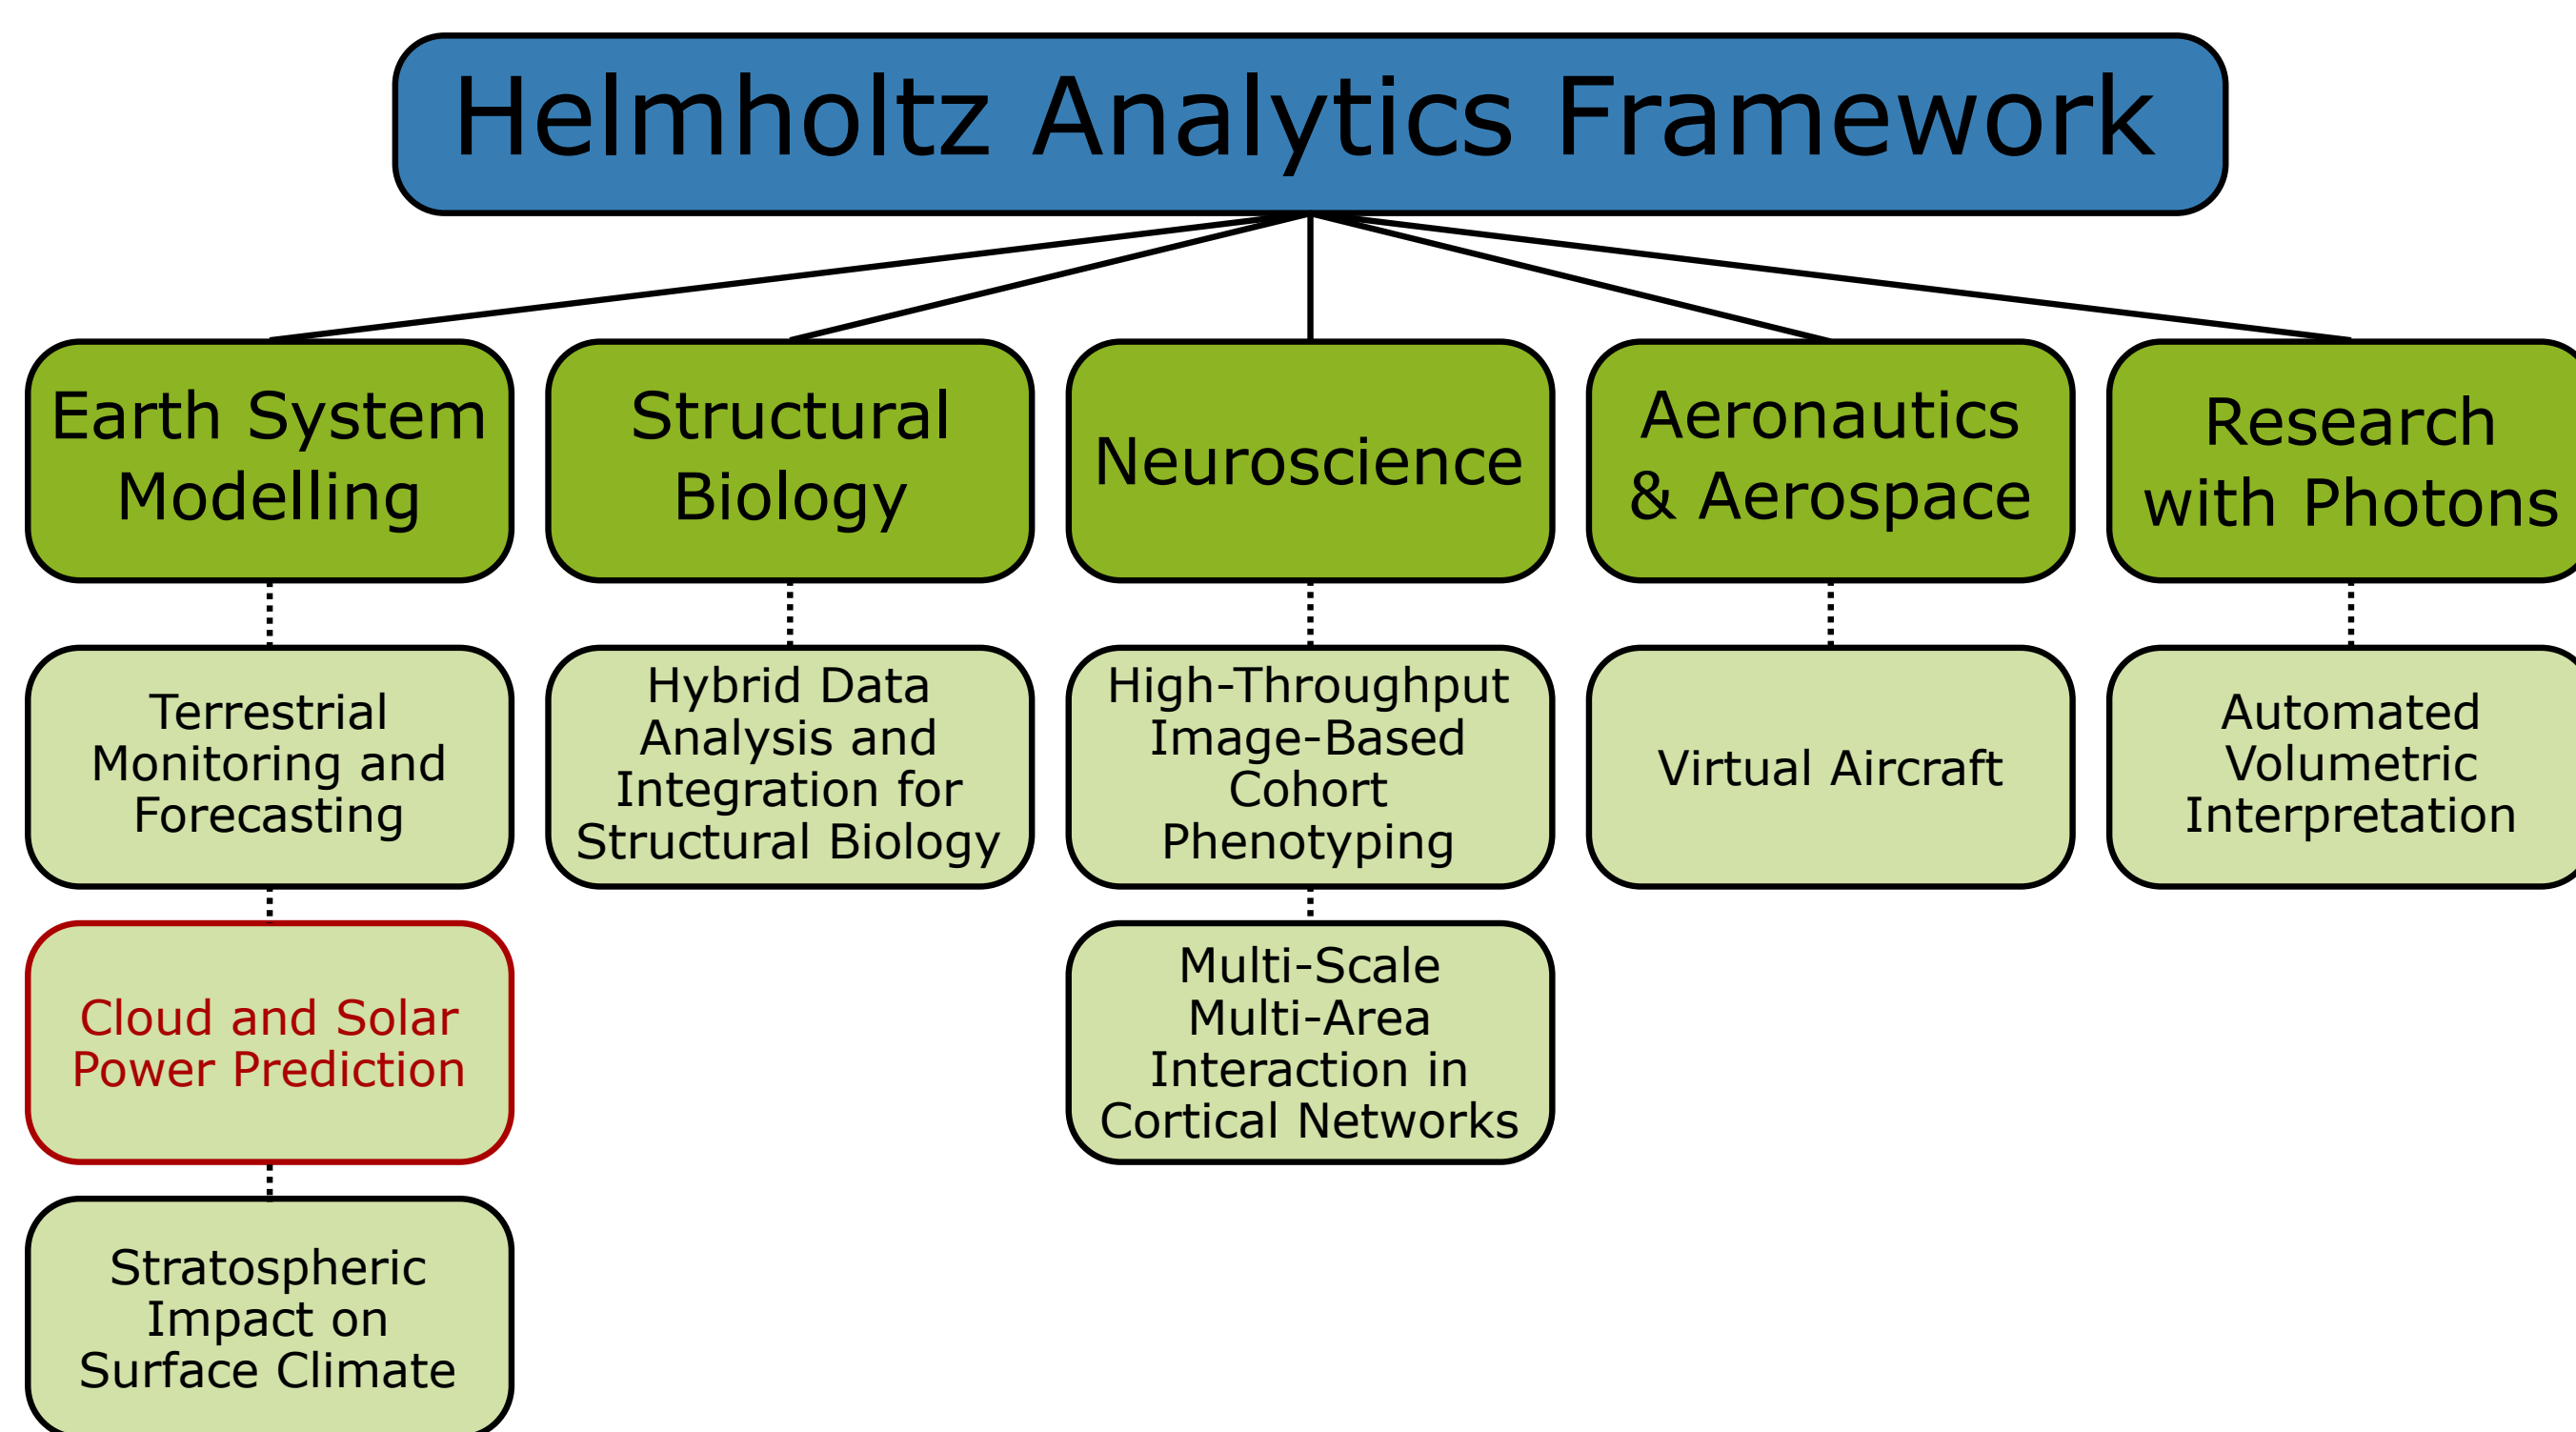 Helmholtz Analytics Framework
Earth System
Modelling
Structural
Biology
Neuroscience
Aeronautics
& Aerospace
Research
with Photons
Terrestrial
Monitoring and
Forecasting
Hybrid Data
Analysis and
Integration for
Structural Biology
High-Throughput
Image-Based
Cohort
Phenotyping
Virtual Aircraft
Automated
Volumetric
Interpretation
Cloud and Solar
Power Prediction
Multi-Scale
Multi-Area
Interaction in
Cortical Networks
Stratospheric
Impact on
Surface Climate